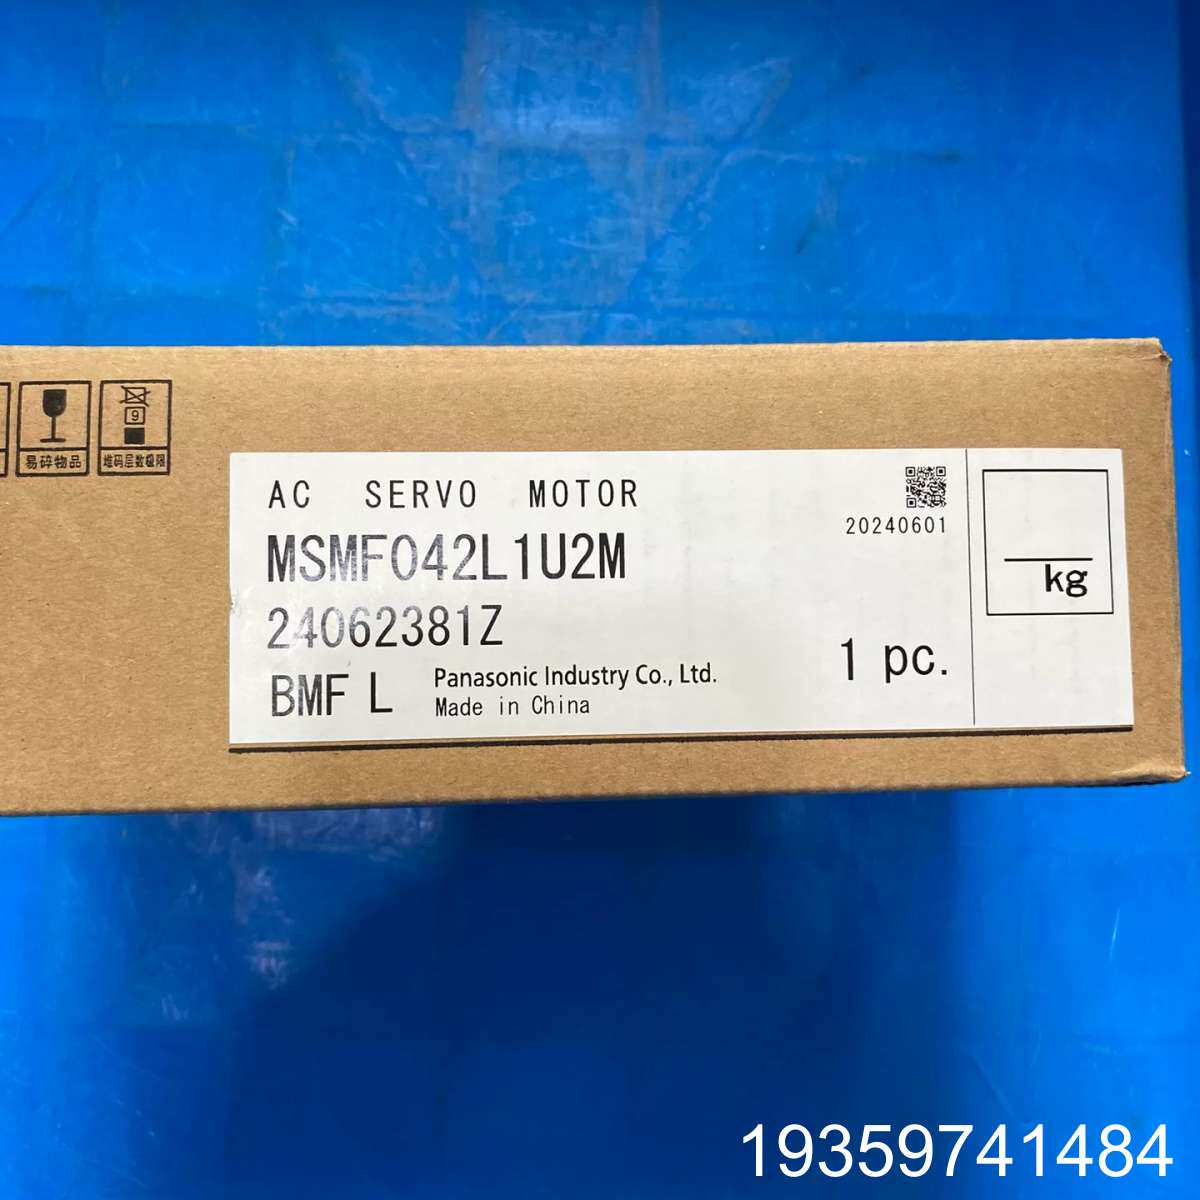 9
易碎物品
堆码层数极限
AC SERVO MOTOR
20240601
MSMF042L1U2M
24062381Z
BMF L
Panasonic Industry Co., Ltd.
Made in China
1 pc.
kg
19359741484